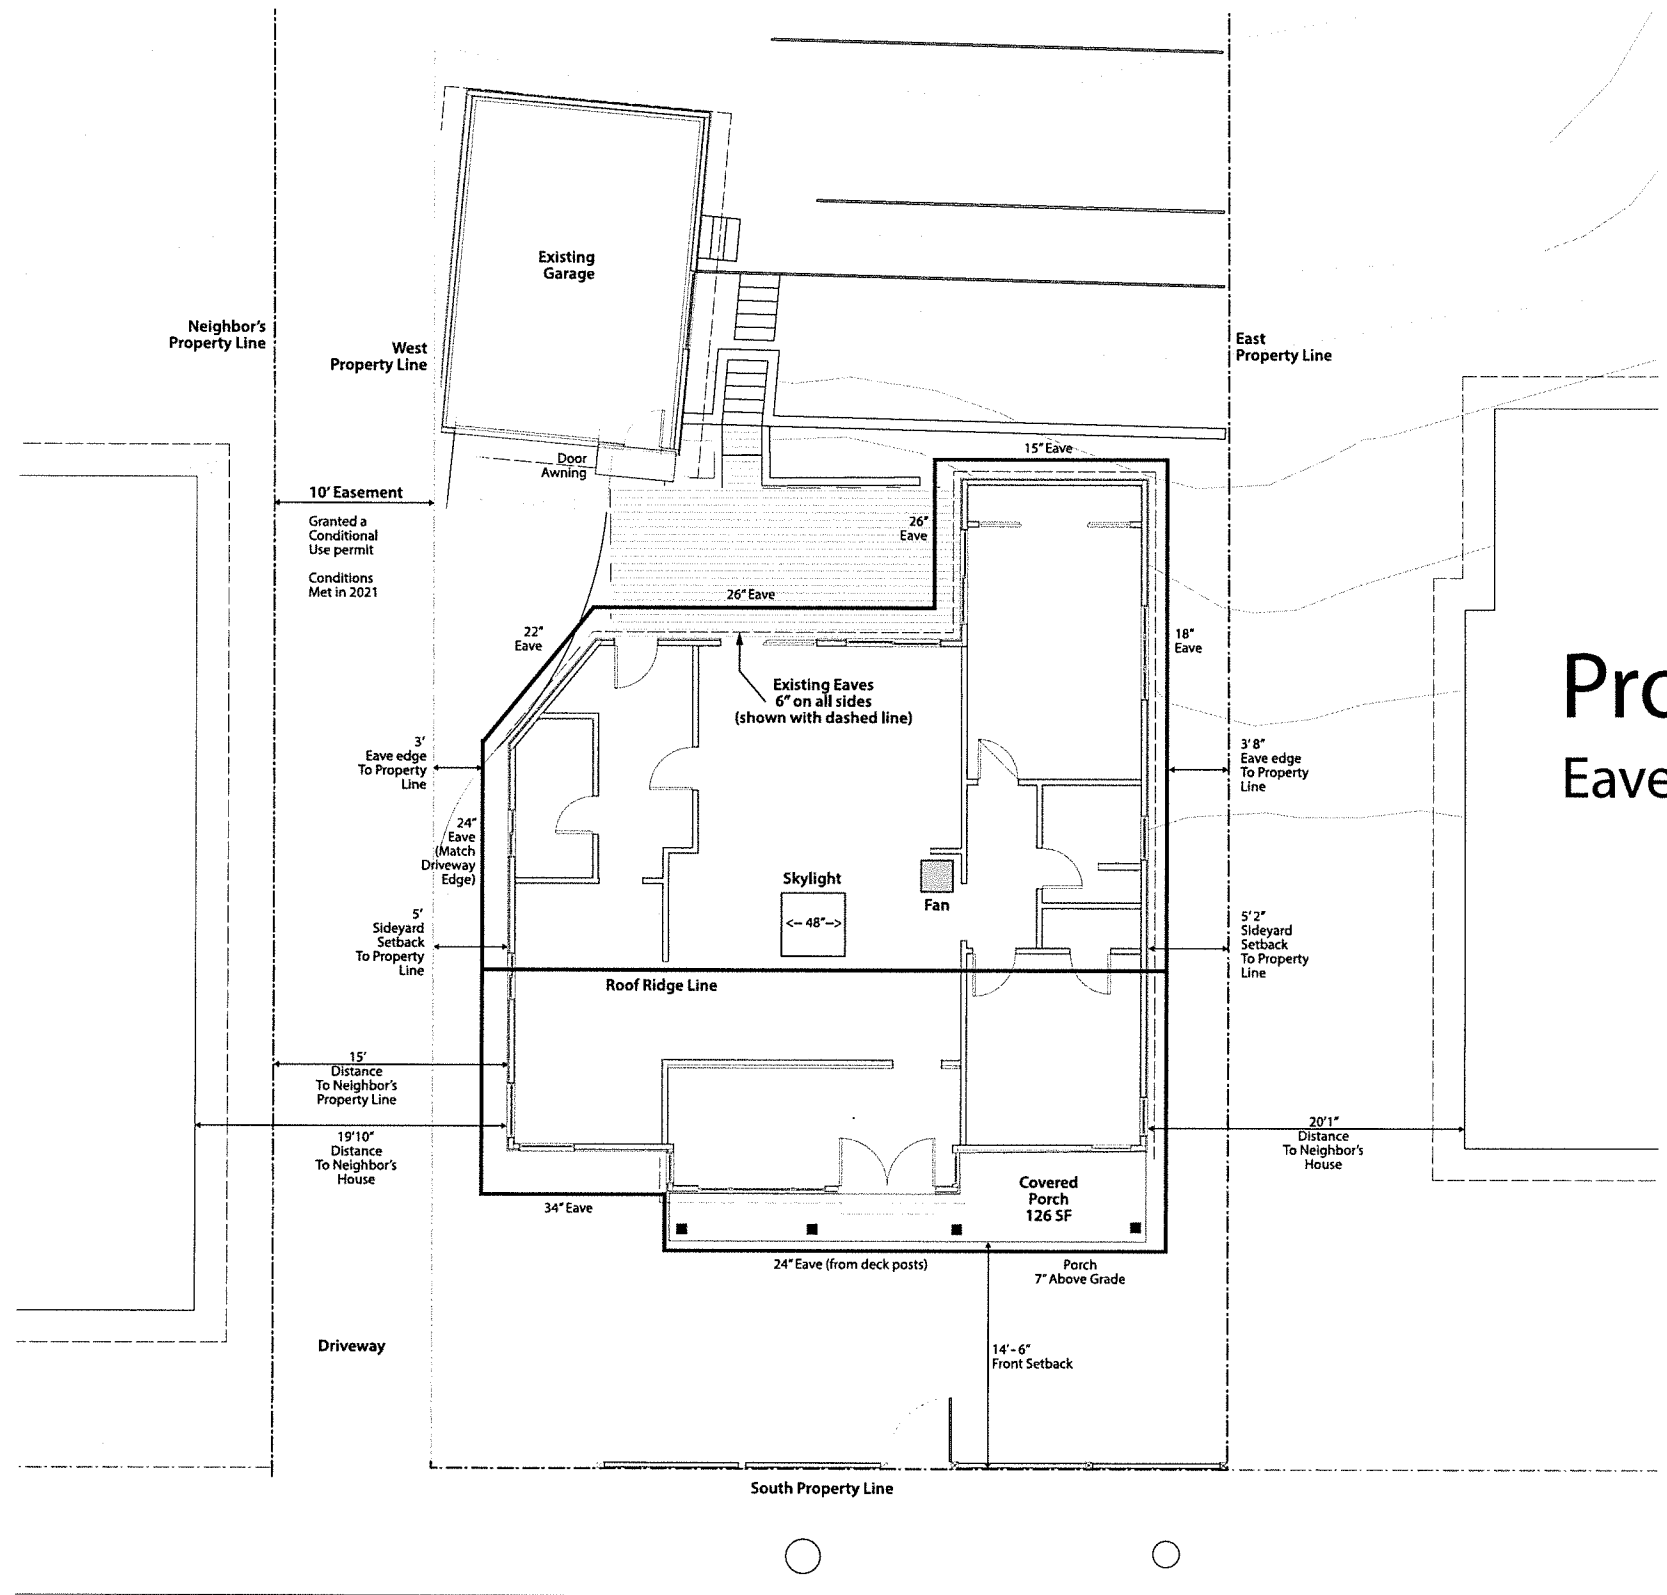 Existing
Garage
Neighbor's
Property Line
West
Property Line
East
Property Line
Door
Awning
15" Eave
10' Easement
Granted a
Conditional
Use permit
Conditions
Met in 2021
26"
Eave
26" Eave
22"
Eave
18"
Eave
Existing Eaves
6" on all sides
(shown with dashed line)
3'
Eave edge
To Property
Line
3' 8"
Eave edge
To Property
Line
24"
Eave
(Match
Driveway
Edge)
Skylight
<-- 48"-->
Fan
5'
Sideyard
Setback
To Property
Line
5' 2"
Sideyard
Setback
To Property
Line
Roof Ridge Line
15'
Distance
To Neighbor's
Property Line
19'10"
Distance
To Neighbor's
House
20'1"
Distance
To Neighbor's
House
Covered
Porch
126 SF
34" Eave
24" Eave (from deck posts)
Porch
7" Above Grade
Driveway
14' - 6"
Front Setback
South Property Line
Pro
Eave